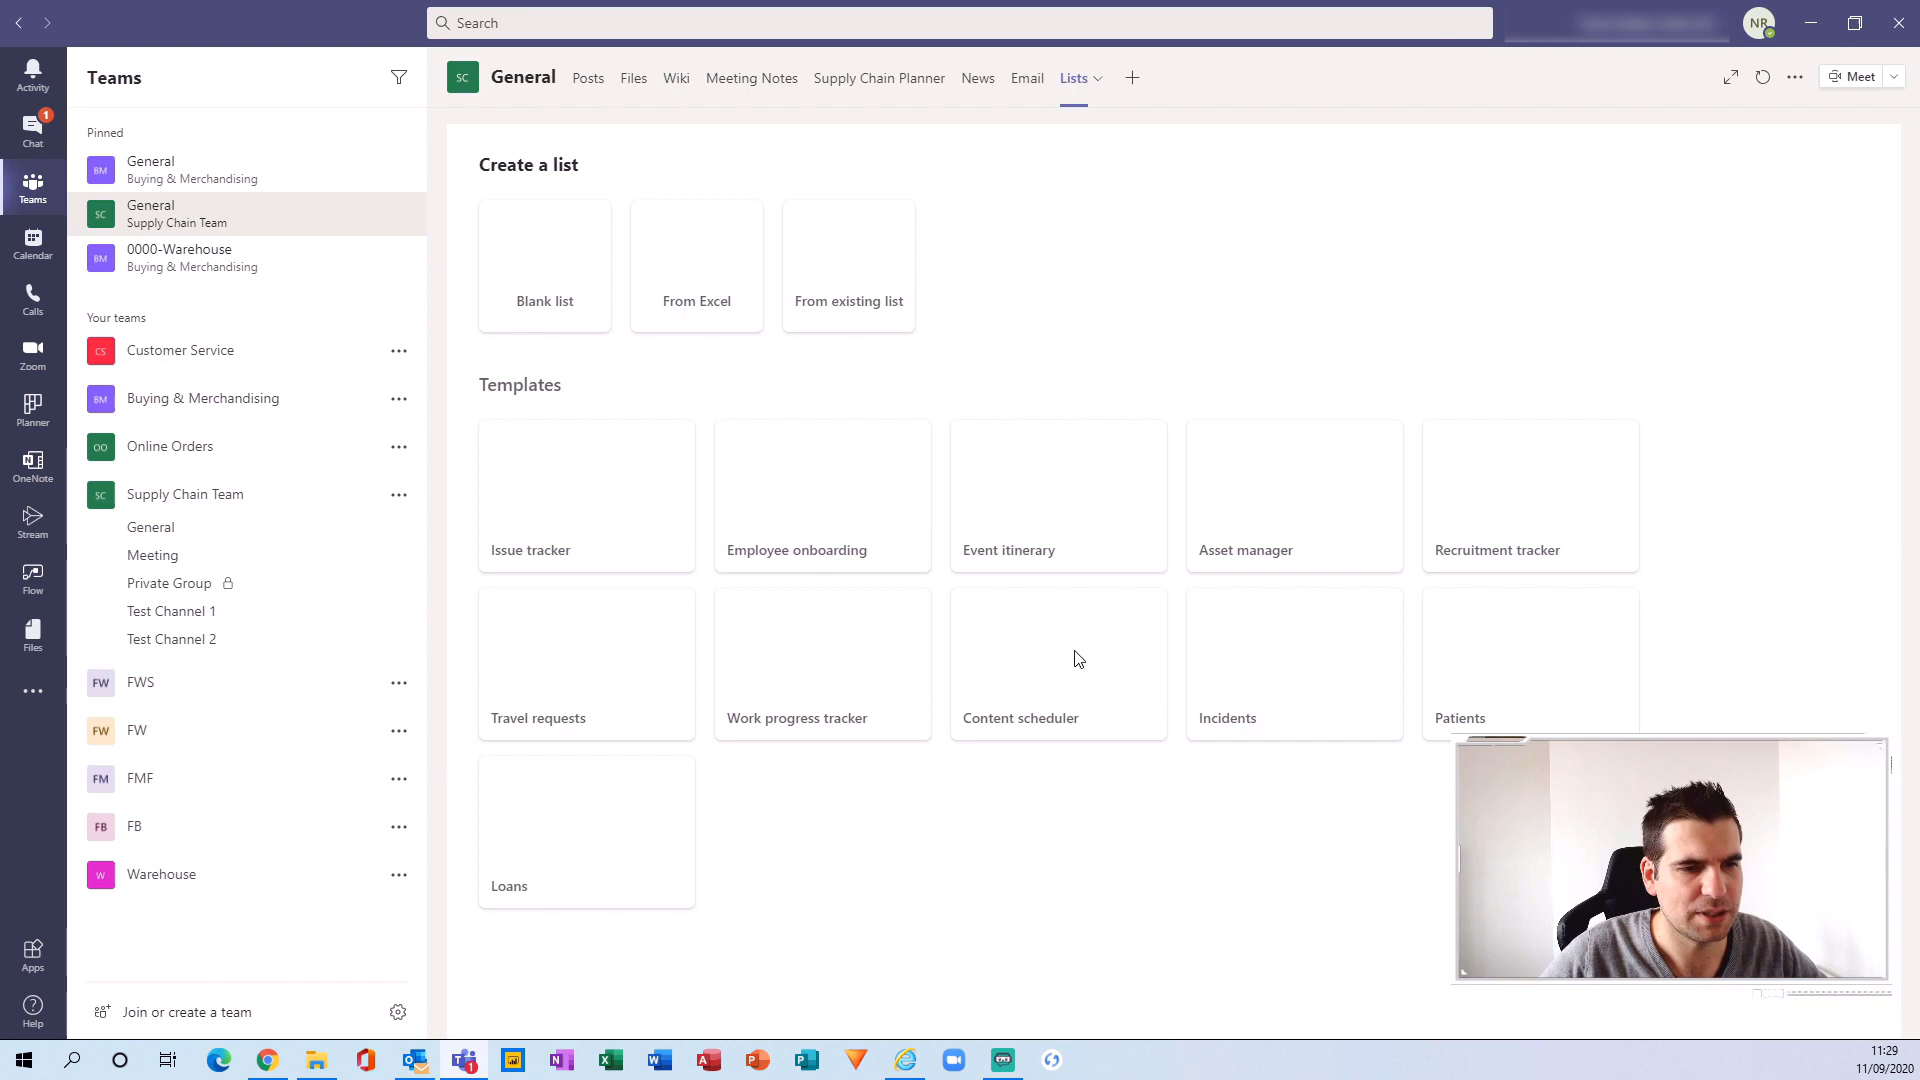 Search
NR
Activity
1
Chat
Teams
Calendar
Calls
Zoom
Planner
OneNote
Stream
Flow
Files
Apps
Help
Teams
Pinned
BM
General
Buying & Merchandising
SC
General
Supply Chain Team
BM
0000-Warehouse
Buying & Merchandising
Your teams
CS
Customer Service
BM
Buying & Merchandising
OO
Online Orders
SC
Supply Chain Team
General
Meeting
Private Group
Test Channel 1
Test Channel 2
FW
FWS
FW
FW
FM
FMF
FB
FB
W
Warehouse
Join or create a team
SC
General Posts Files Wiki Meeting Notes Supply Chain Planner News Email Lists
Meet
Create a list
Blank list
From Excel
From existing list
Templates
Issue tracker
Employee onboarding
Event itinerary
Asset manager
Recruitment tracker
Travel requests
Work progress tracker
Content scheduler
Incidents
Patients
Loans
11:29
11/09/2020